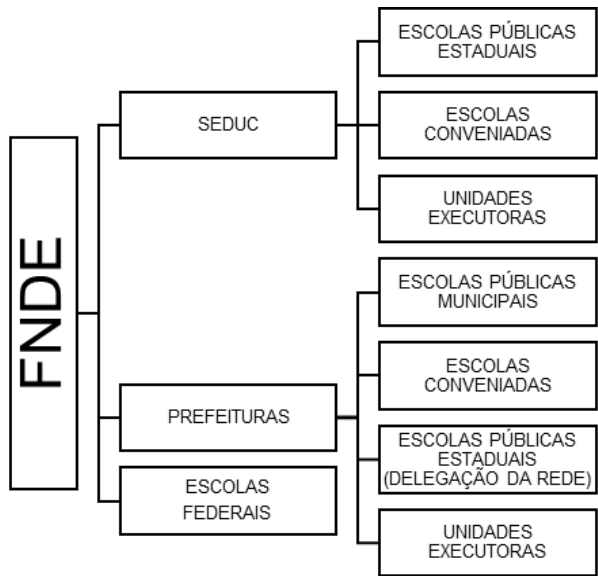 FNDE
SEDUC
ESCOLAS PÚBLICAS
ESTADUAIS
ESCOLAS
CONVENIADAS
UNIDADES
EXECUTORAS
PREFEITURAS
ESCOLAS PÚBLICAS
MUNICIPAIS
ESCOLAS
CONVENIADAS
ESCOLAS PÚBLICAS
ESTADUAIS
(DELEGAÇÃO DA REDE)
UNIDADES
EXECUTORAS
ESCOLAS
FEDERAIS